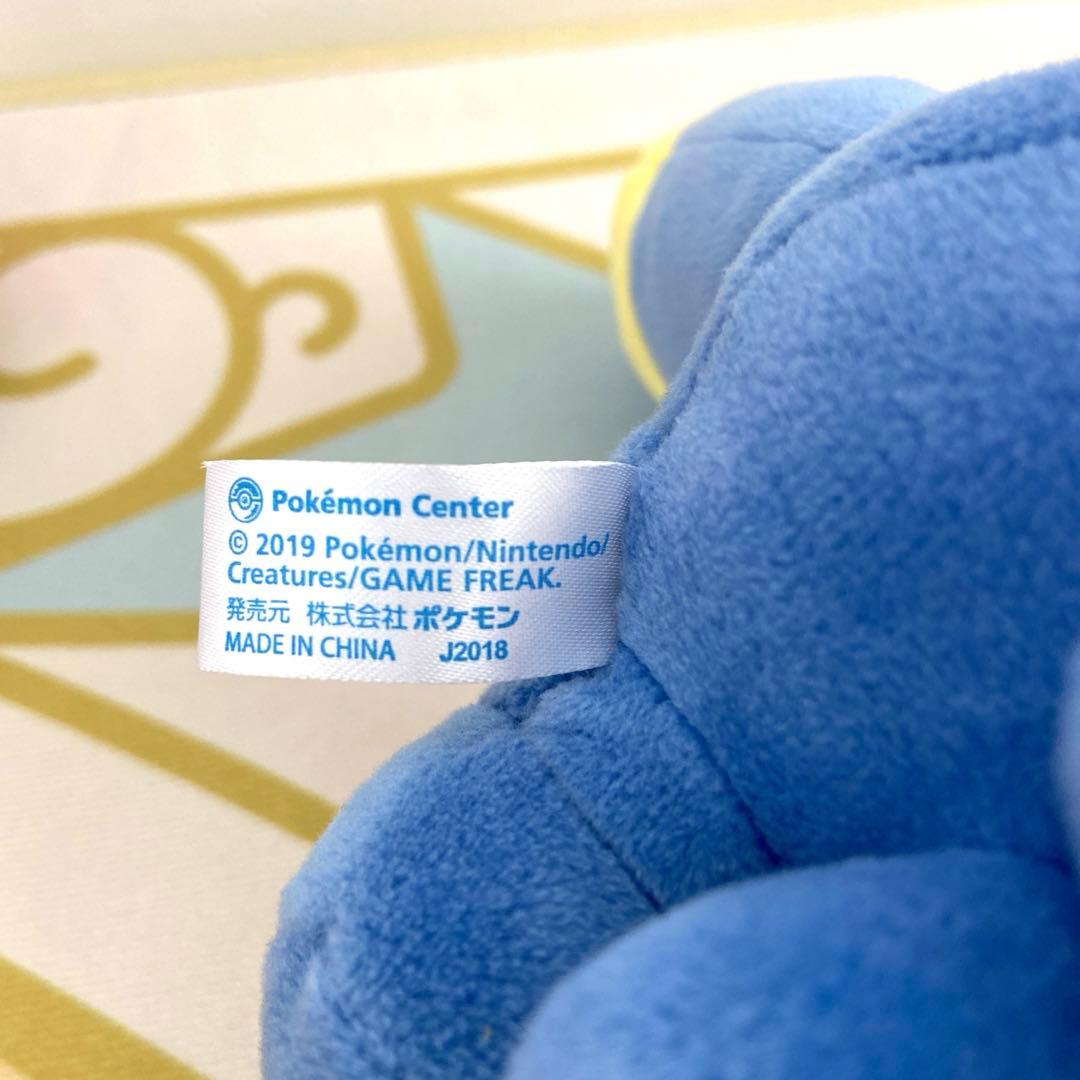 Pokémon Center
© 2019 Pokémon/Nintendo/
Creatures/GAME FREAK.
発売元 株式会社ポケモン
MADE IN CHINA J2018